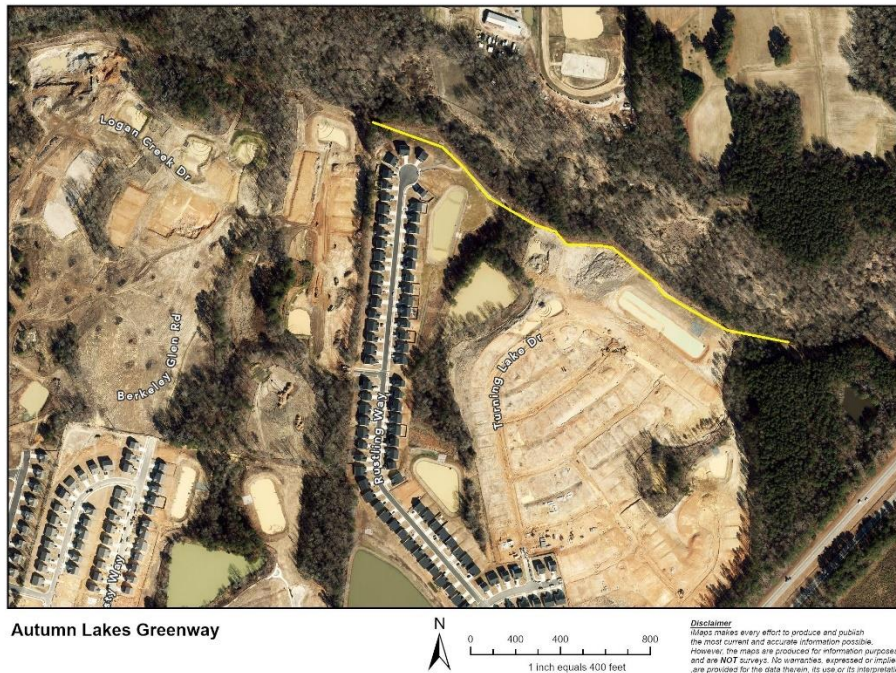 Logan Creek Dr
Berkeley Glen Rd
Rustling Way
Turning Lake Dr
sty Way
Autumn Lakes Greenway
N
0 200 400 800
1 inch equals 400 feet
Disclaimer
iMaps makes every effort to produce and publish
the most current and accurate information possible.
However, the maps are produced for information purposes
and are NOT surveys. No warranties, expressed or implied
,are provided for the data therein, its use,or its interpretation